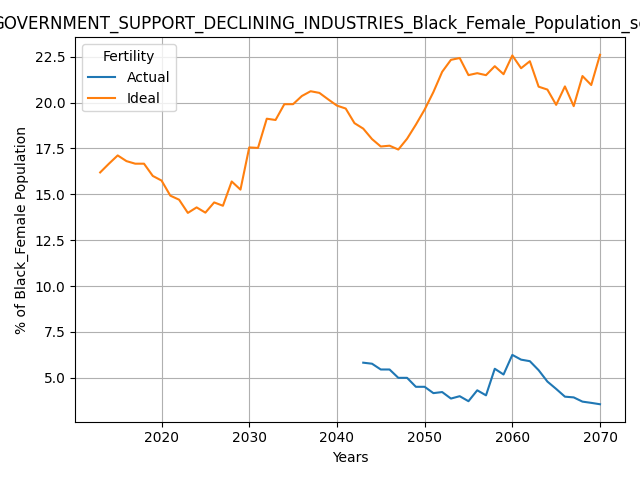 GOVERNMENT_SUPPORT_DECLINING_INDUSTRIES_Black_Female_Population_s
Fertility
Actual
Ideal
22.5
20.0
17.5
15.0
12.5
10.0
7.5
5.0
% of Black_Female Population
2020 2030 2040 2050 2060 2070
Years